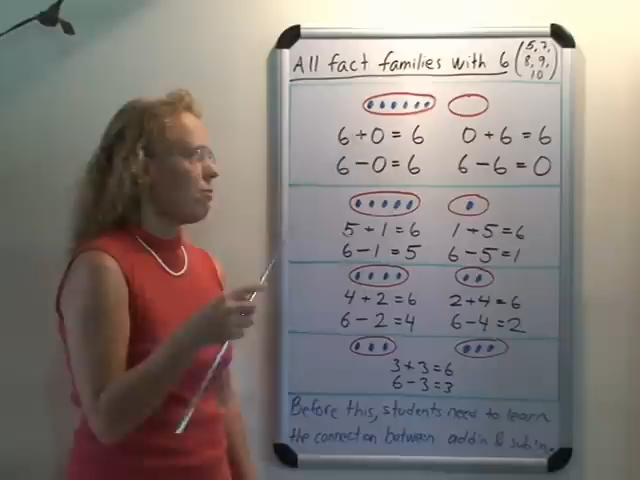 All fact families with 6 (5, 7, 8, 9, 10)
6 + 0 = 6 0 + 6 = 6
6 - 0 = 6 6 - 6 = 0
5 + 1 = 6 1 + 5 = 6
6 - 1 = 5 6 - 5 = 1
4 + 2 = 6 2 + 4 = 6
6 - 2 = 4 6 - 4 = 2
3 + 3 = 6
6 - 3 = 3
Before this, students need to learn
the connection between add'n & sub'n.